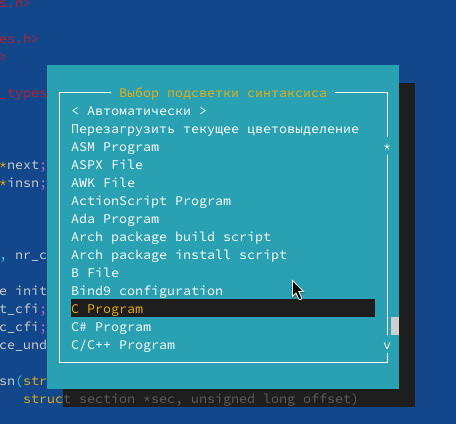 s.h>
es.h>
>
_types
Выбор подсветки синтаксиса
< Автоматически >
Перезагрузить текущее цветовыделение
ASM Program
*
*next;
ASPX File
*insn;
AWK File
ActionScript Program
Ada Program
Arch package build script
, nr_c
Arch package install script
B File
e init
Bind9 configuration
t_cfi;
C Program
c_cfi;
C# Program
ce_und
C/C++ Program
v
sn(str
struct section *sec, unsigned long offset)